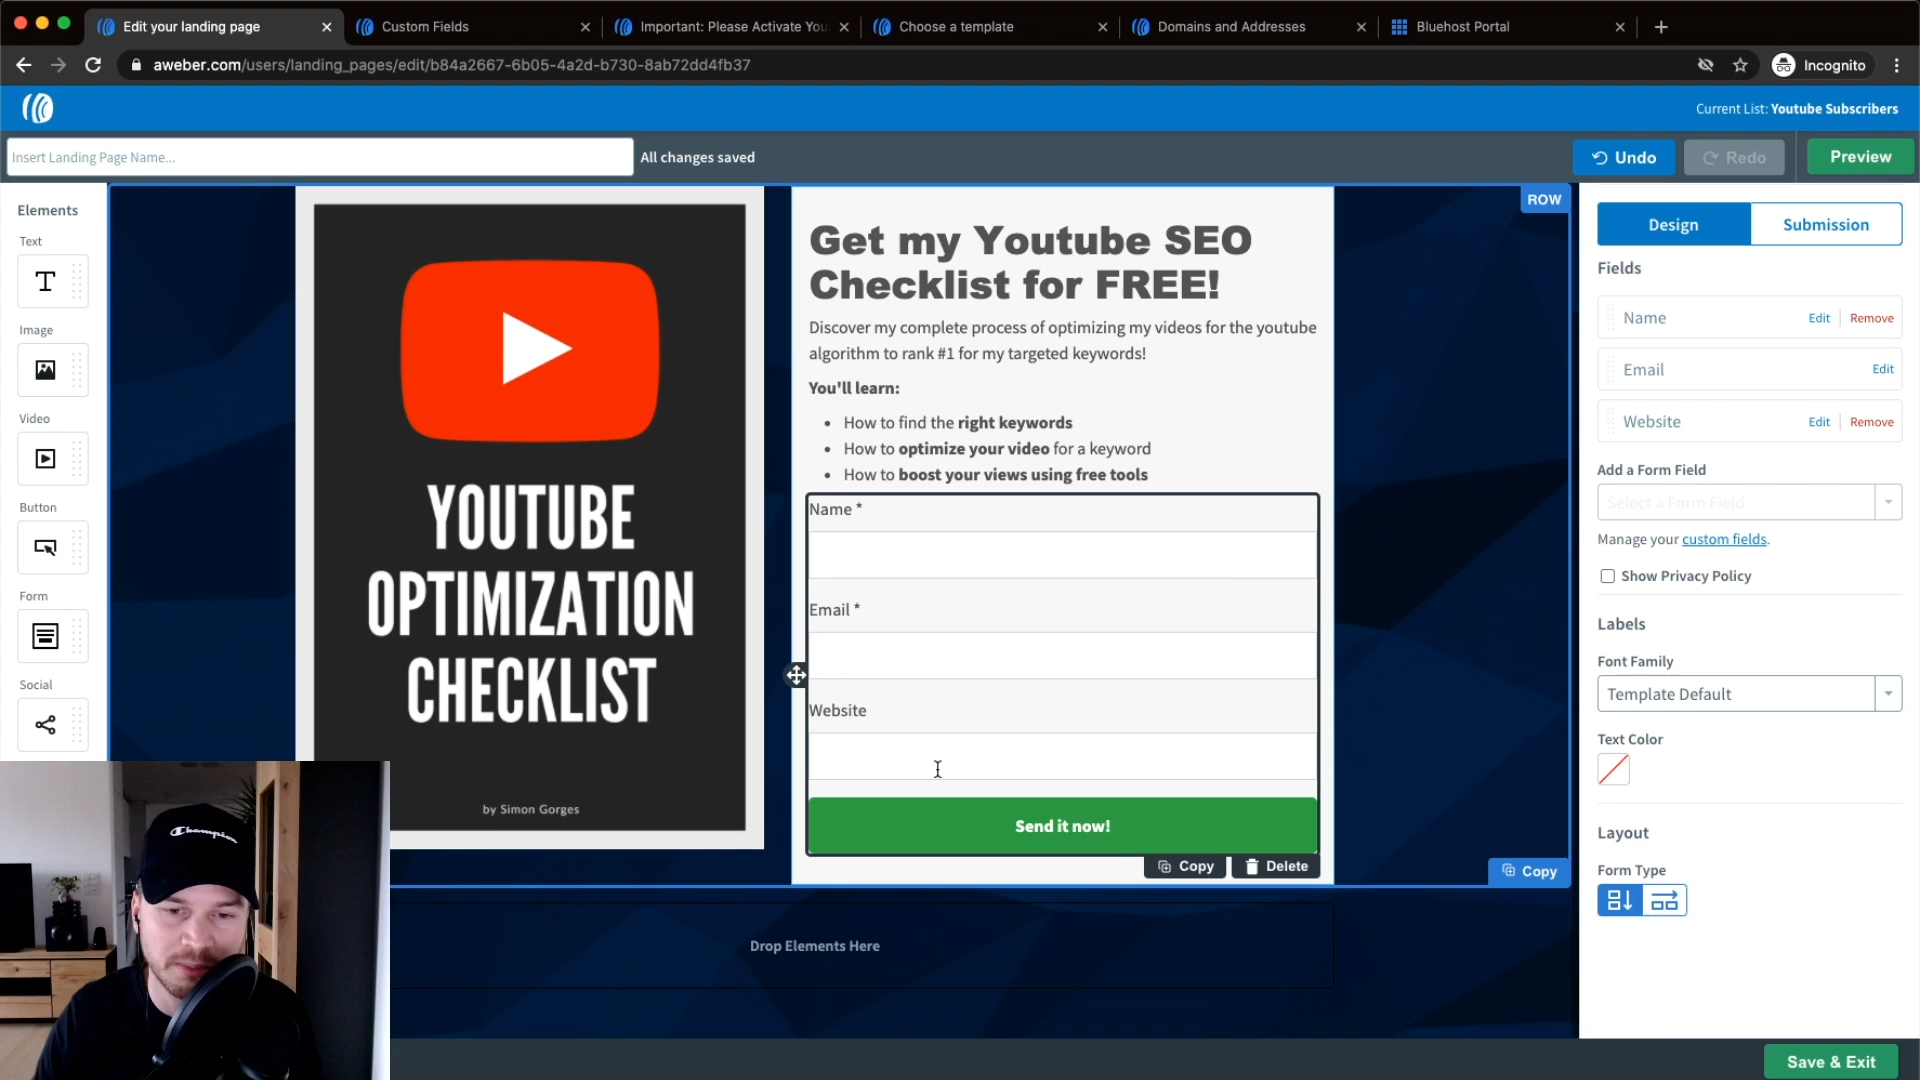 Edit your landing page
Custom Fields
Important: Please Activate You
Choose a template
Domains and Addresses
Bluehost Portal
aweber.com/users/landing_pages/edit/b84a2667-6b05-4a2d-b730-8ab72dd4fb37
Incognito
Current List: Youtube Subscribers
Insert Landing Page Name...
All changes saved
Undo
Redo
Preview
Elements
Text
Image
Video
Button
Form
Social
YOUTUBE
OPTIMIZATION
CHECKLIST
by Simon Gorges
ROW
Get my Youtube SEO
Checklist for FREE!
Discover my complete process of optimizing my videos for the youtube
algorithm to rank #1 for my targeted keywords!
You'll learn:
• How to find the right keywords
• How to optimize your video for a keyword
• How to boost your views using free tools
Name *
Email *
Website
Send it now!
Copy
Delete
Copy
Drop Elements Here
Design
Submission
Fields
Name Edit Remove
Email Edit
Website Edit Remove
Add a Form Field
Select a Form Field
Manage your custom fields.
Show Privacy Policy
Labels
Font Family
Template Default
Text Color
Layout
Form Type
Save & Exit
Champion